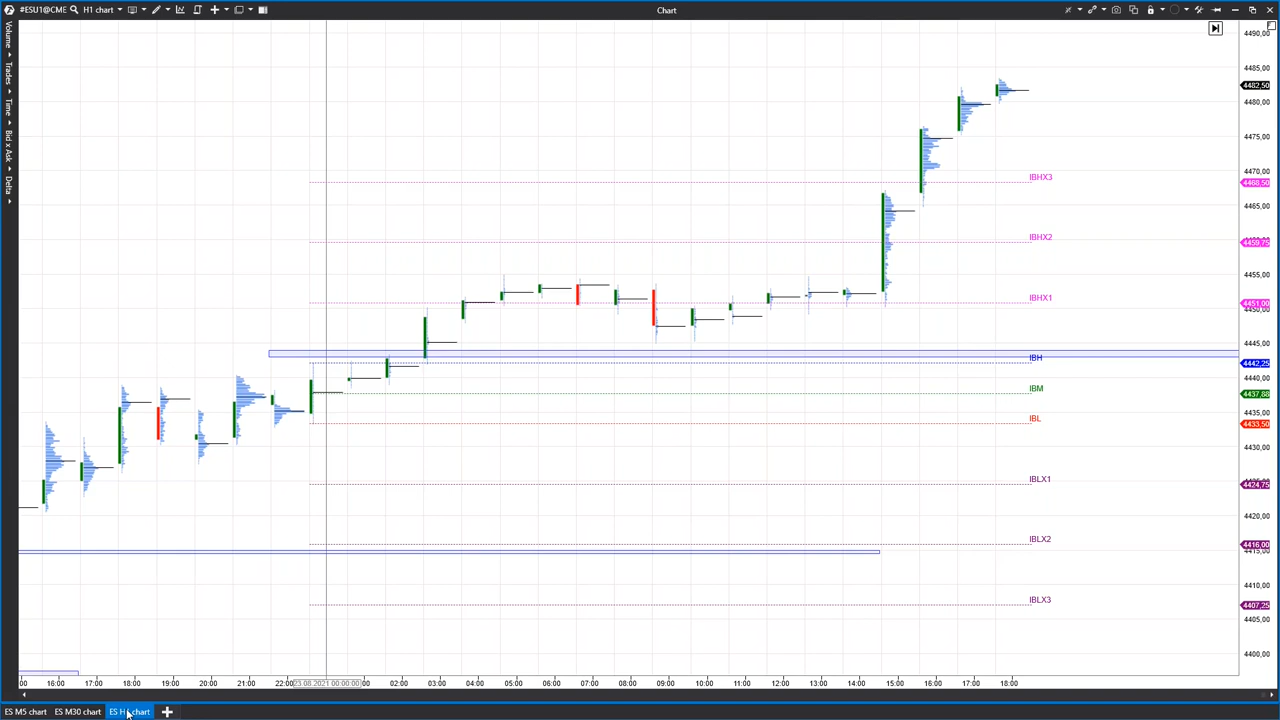 #ESU1@CME H1 chart Chart
Volume
Trades
Time
Bid x Ask
Delta
4490,00
4485,00
4482,50
4480,00
4475,00
4470,00
IBHX3
4468,50
4465,00
IBHX2
4459,75
4455,00
IBHX1
4451,00
4445,00
IBH
4442,25
4440,00
IBM
4437,88
4435,00
IBL
4433,50
4430,00
IBLX1
4424,75
4420,00
IBLX2
4416,00
4410,00
IBLX3
4407,25
4405,00
4400,00
:00 16:00 17:00 18:00 19:00 20:00 21:00 22:00 23.08.2021 00:00:00 02:00 03:00 04:00 05:00 06:00 07:00 08:00 09:00 10:00 11:00 12:00 13:00 14:00 15:00 16:00 17:00 18:00
ES M5 chart ES M30 chart ES H1 chart